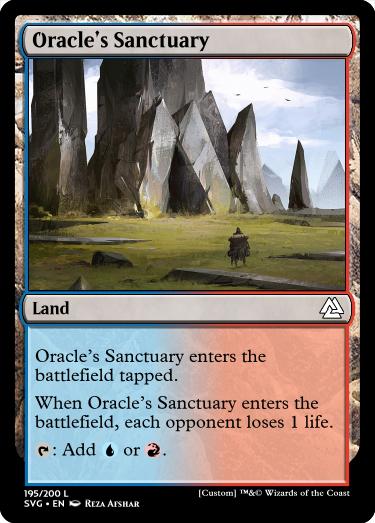 Oracle's Sanctuary
Land
Oracle's Sanctuary enters the
battlefield tapped.
When Oracle's Sanctuary enters the
battlefield, each opponent loses 1 life.
: Add or .
195/200 L
SVG • EN Reza Afshar
[Custom] ™&© Wizards of the Coast